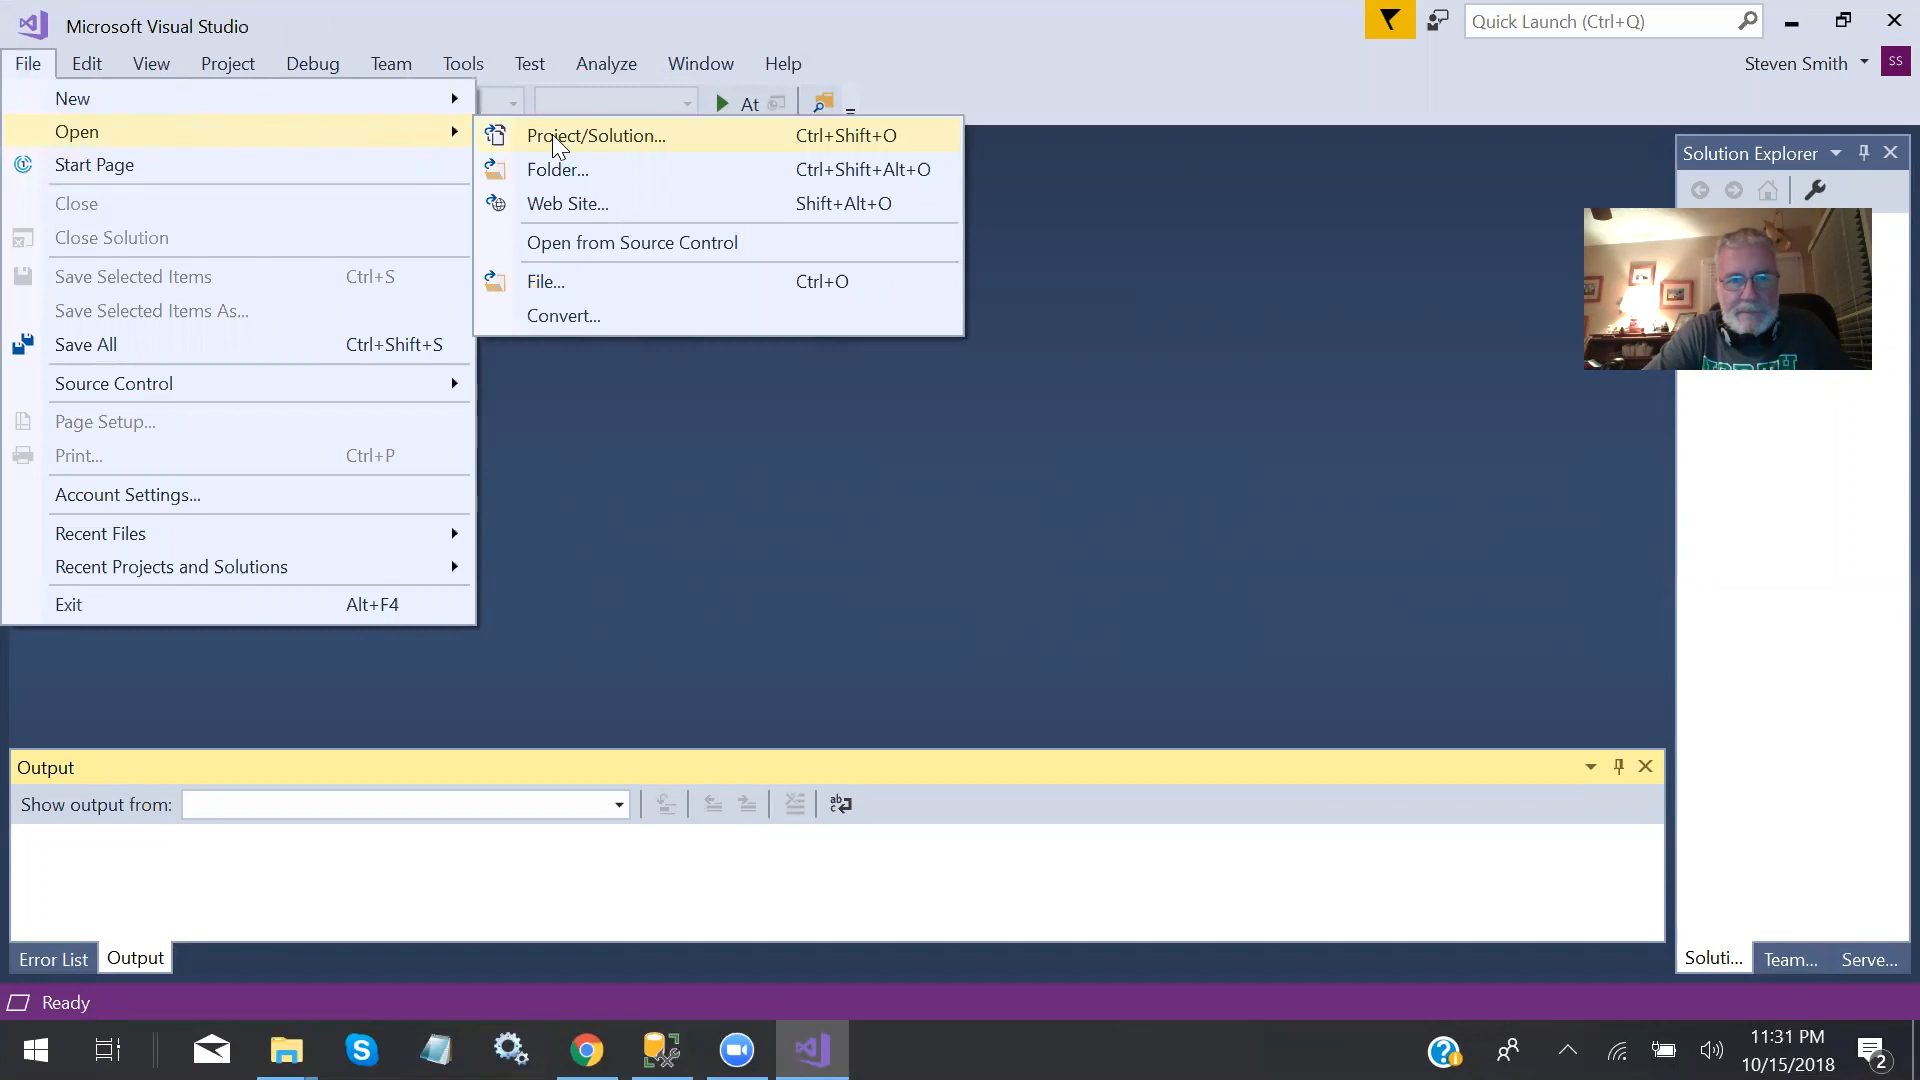 Microsoft Visual Studio
Quick Launch (Ctrl+Q)
File Edit View Project Debug Team Tools Test Analyze Window Help
Steven Smith SS
New
At
Open
Start Page
Close
Close Solution
Save Selected Items Ctrl+S
Save Selected Items As...
Save All Ctrl+Shift+S
Source Control
Page Setup...
Print... Ctrl+P
Account Settings...
Recent Files
Recent Projects and Solutions
Exit Alt+F4
Project/Solution... Ctrl+Shift+O
Folder... Ctrl+Shift+Alt+O
Web Site... Shift+Alt+O
Open from Source Control
File... Ctrl+O
Convert...
Solution Explorer
Output
Show output from:
Error List Output
Soluti... Team... Serve...
Ready
11:31 PM
10/15/2018
2